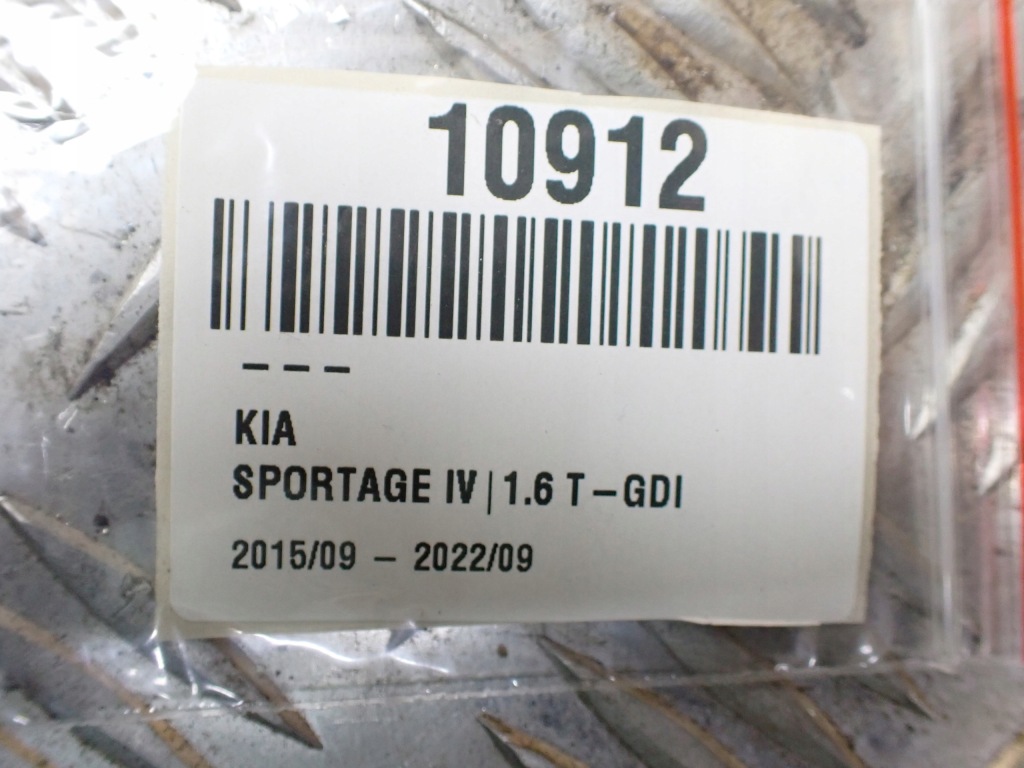 10912
– – –
KIA
SPORTAGE IV | 1.6 T–GDI
2015/09 – 2022/09